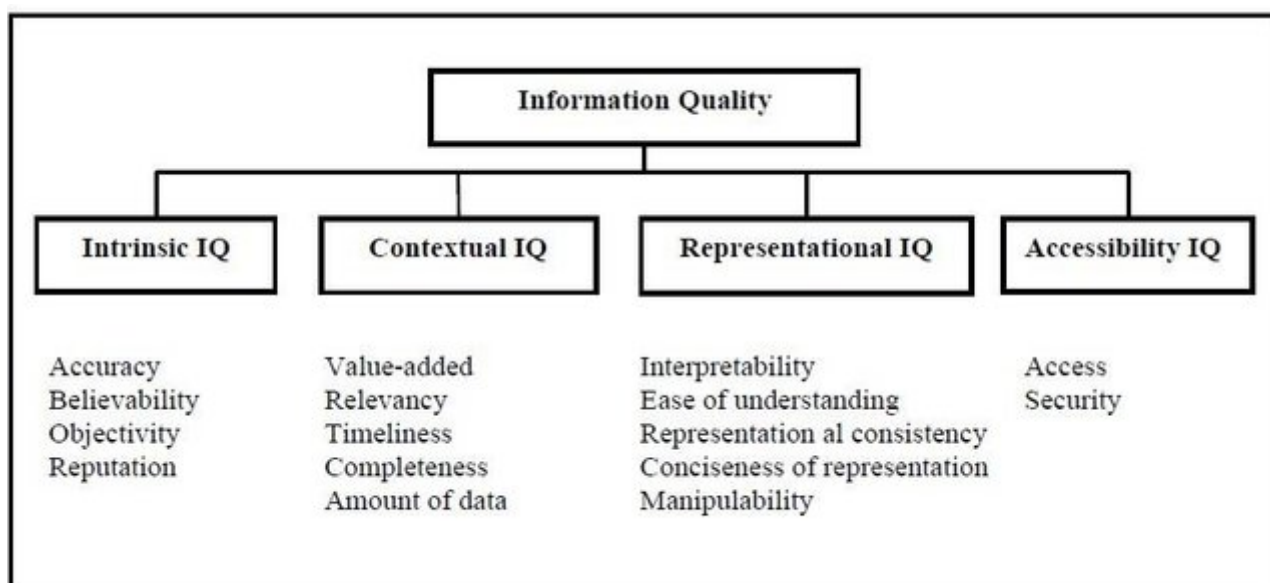 Information Quality
Intrinsic IQ
Contextual IQ
Representational IQ
Accessibility IQ
Accuracy
Believability
Objectivity
Reputation
Value-added
Relevancy
Timeliness
Completeness
Amount of data
Interpretability
Ease of understanding
Representation al consistency
Conciseness of representation
Manipulability
Access
Security